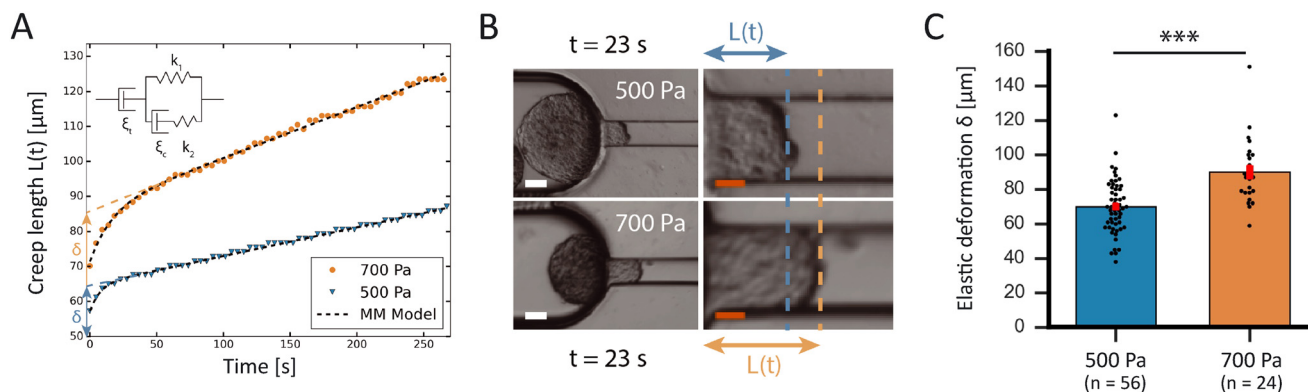 A
Creep length L(t) [μm]
130
120
110
100
90
80
70
60
50
δ
δ
k₁
ξₜ
ξ꜀
k₂
700 Pa
500 Pa
MM Model
0
50
100
150
200
250
Time [s]
B
t = 23 s
L(t)
500 Pa
700 Pa
t = 23 s
L(t)
C
Elastic deformation δ [μm]
160
140
120
100
80
60
40
20
0
***
500 Pa
(n = 56)
700 Pa
(n = 24)